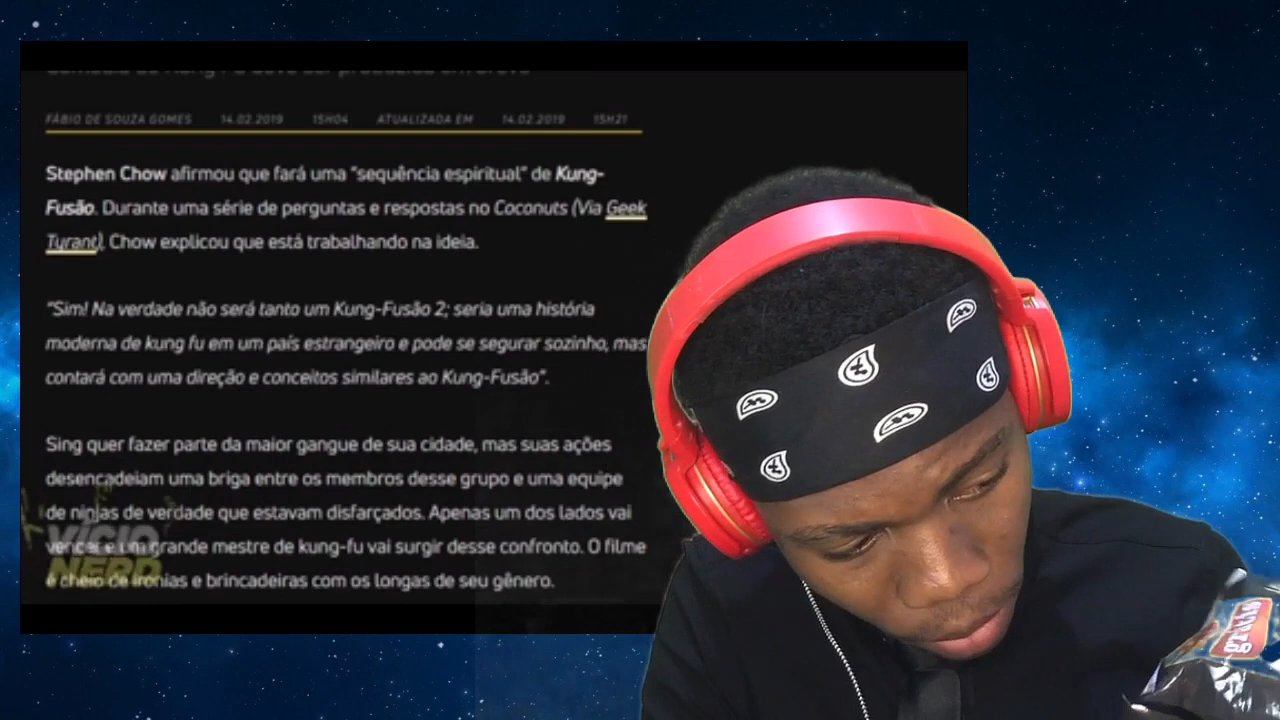 FÁBIO DE SOUZA GOMES 14.02.2019 15H04 ATUALIZADA EM 14.02.2019 15H21
Stephen Chow afirmou que fará uma "sequência espiritual" de Kung-
Fusão. Durante uma série de perguntas e respostas no Coconuts (Via Geek
Tyrant), Chow explicou que está trabalhando na ideia.
"Sim! Na verdade não será tanto um Kung-Fusão 2; seria uma história
moderna de kung fu em um país estrangeiro e pode se segurar sozinho, mas
contará com uma direção e conceitos similares ao Kung-Fusão".
Sing quer fazer parte da maior gangue de sua cidade, mas suas ações
desencadeiam uma briga entre os membros desse grupo e uma equipe
de ninjas de verdade que estavam disfarçados. Apenas um dos lados vai
vencer e um grande mestre de kung-fu vai surgir desse confronto. O filme
é cheio de ironias e brincadeiras com os longas de seu gênero.
VÍCIO
NERD
grátis